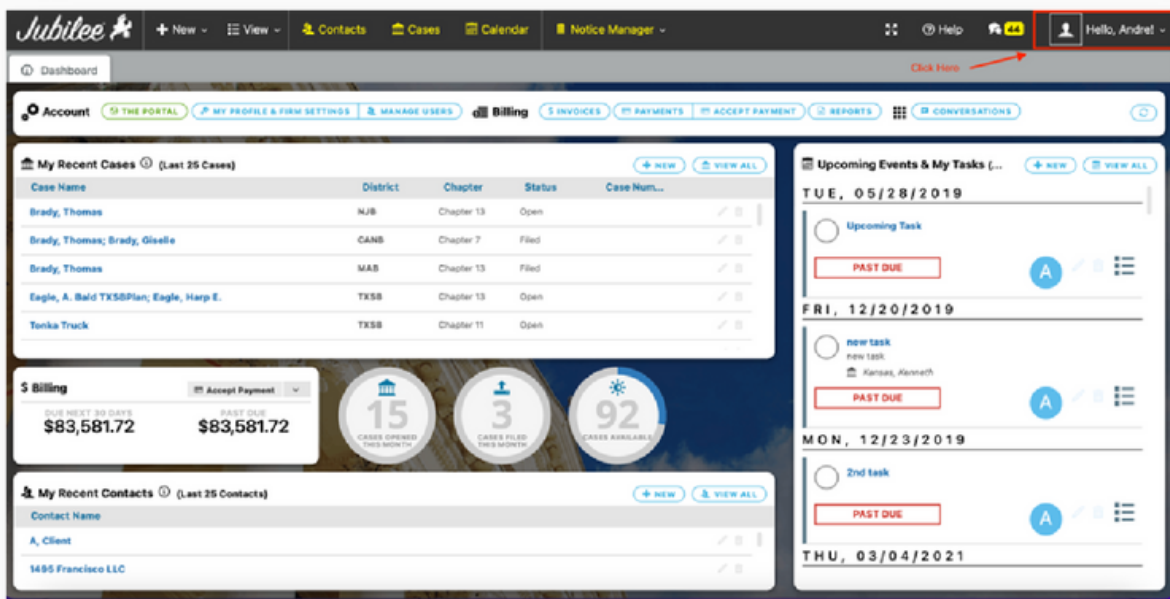 Jubilee + New View Contacts Cases Calendar Notice Manager Help 44 Hello, Andre!
Dashboard
Click Here
Account THE PORTAL MY PROFILE & FIRM SETTINGS MANAGE USERS Billing $ INVOICES PAYMENTS ACCEPT PAYMENT REPORTS CONVERSATIONS
My Recent Cases (Last 25 Cases) + NEW VIEW ALL
Case Name District Chapter Status Case Num...
Brady, Thomas NJB Chapter 13 Open
Brady, Thomas; Brady, Giselle CANB Chapter 7 Filed
Brady, Thomas MAB Chapter 13 Filed
Eagle, A. Bald TXSBPlan; Eagle, Harp E. TXSB Chapter 13 Open
Tonka Truck TXSB Chapter 11 Open
$ Billing Accept Payment
DUE NEXT 30 DAYS PAST DUE
$83,581.72 $83,581.72
15
CASES OPENED
THIS MONTH
3
CASES FILED
THIS MONTH
92
CASES AVAILABLE
My Recent Contacts (Last 25 Contacts) + NEW VIEW ALL
Contact Name
A, Client
1495 Francisco LLC
Upcoming Events & My Tasks (... + NEW VIEW ALL
TUE, 05/28/2019
Upcoming Task
PAST DUE A
FRI, 12/20/2019
new task
new task
Kansas, Kenneth
PAST DUE A
MON, 12/23/2019
2nd task
PAST DUE A
THU, 03/04/2021